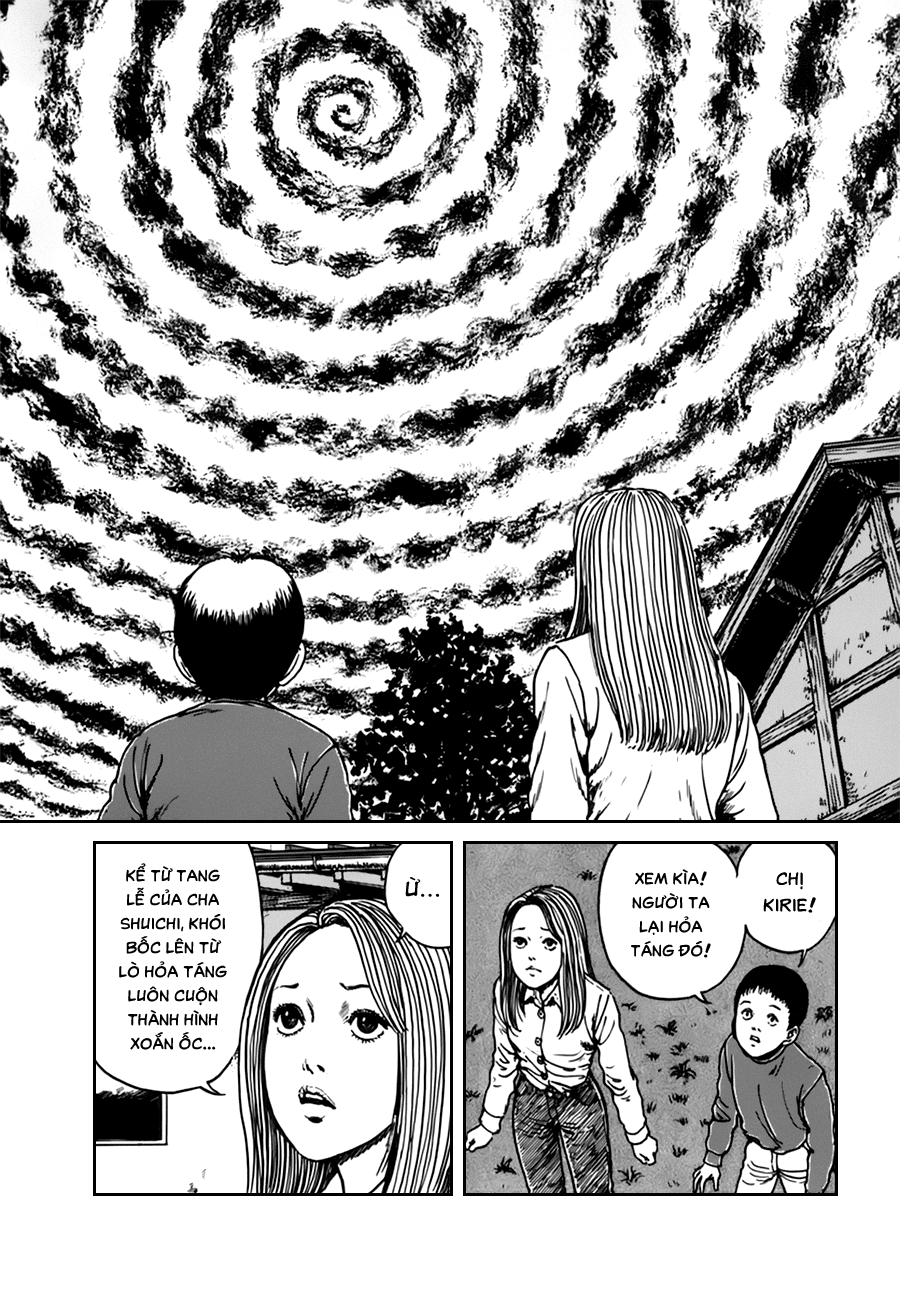 CHỊ
KIRIE!
XEM KÌA!
NGƯỜI TA
LẠI HỎA
TÁNG ĐÓ!
Ừ...
KỂ TỪ TANG
LỄ CỦA CHA
SHUICHI, KHÓI
BỐC LÊN TỪ
LÒ HỎA TÁNG
LUÔN CUỘN
THÀNH HÌNH
XOẮN ỐC...